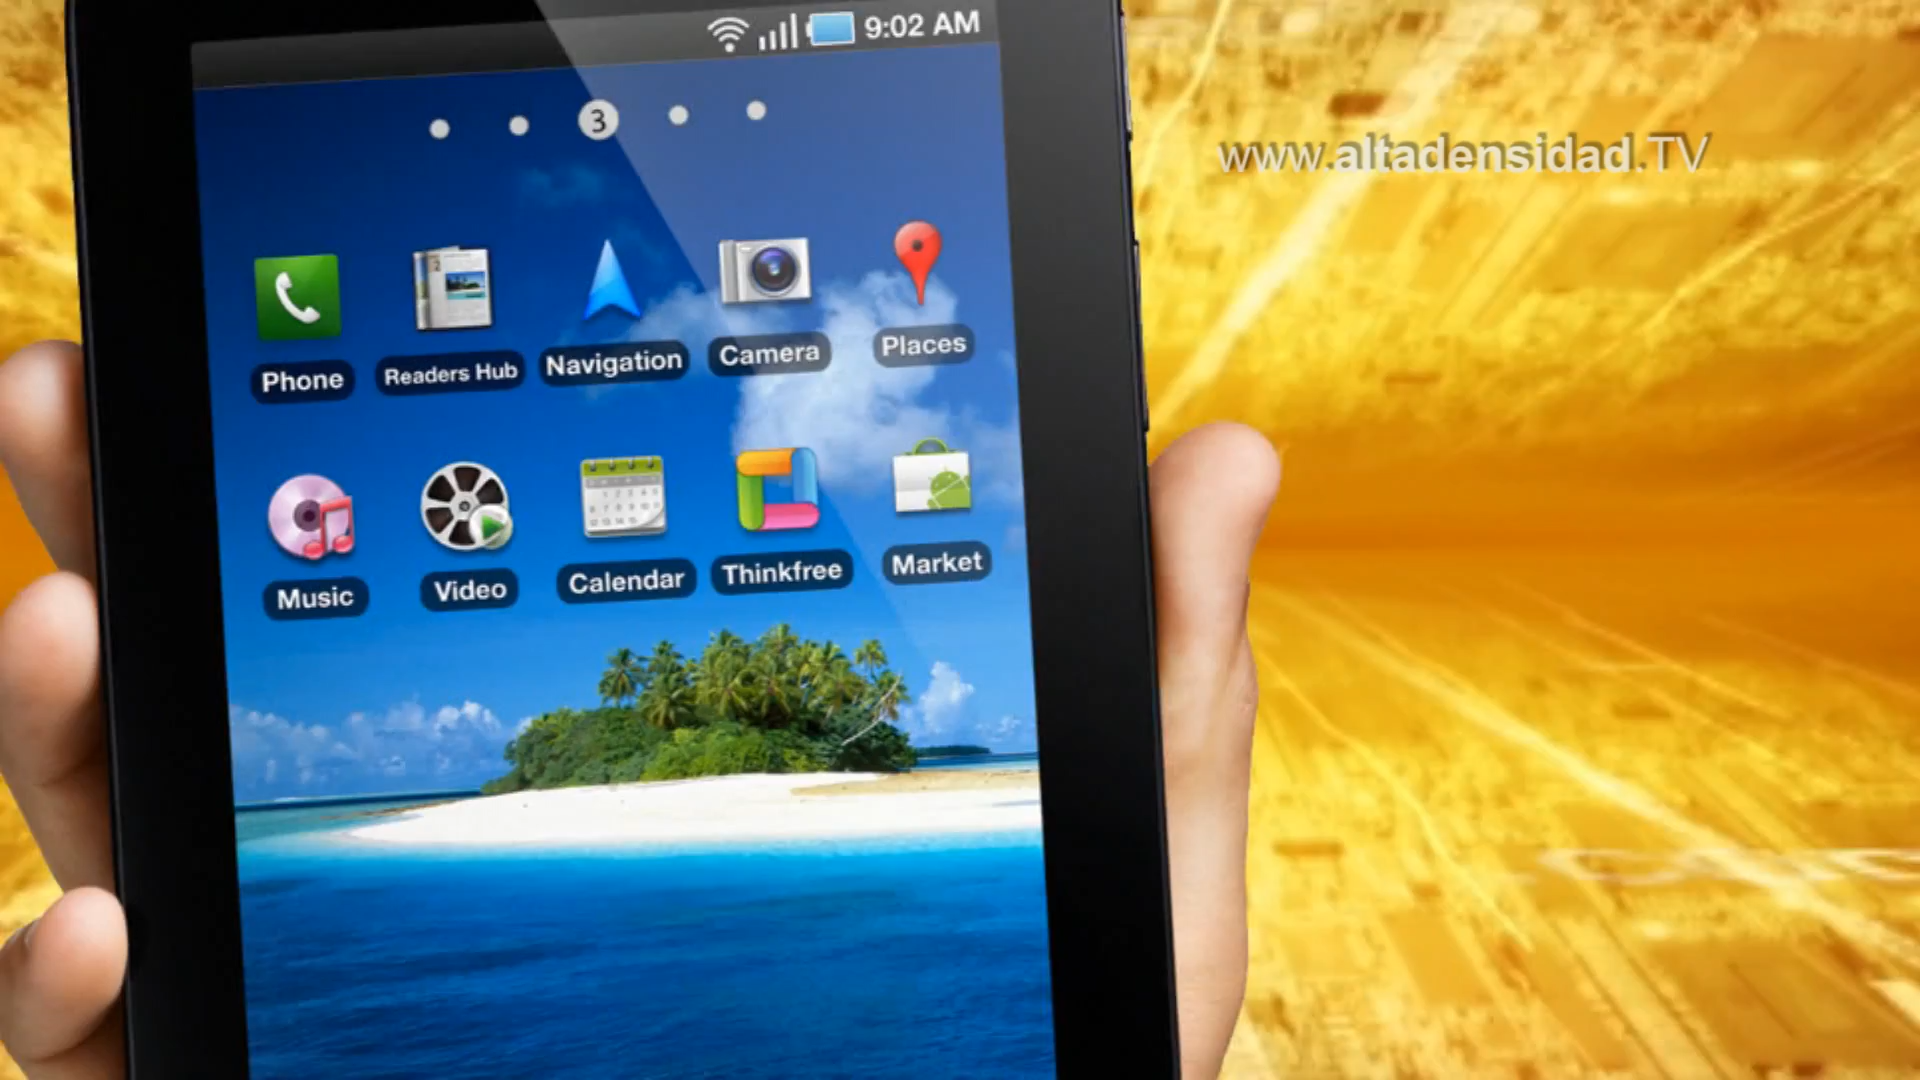 9:02 AM
3
www.altadensidad.TV
Phone
Readers Hub
Navigation
Camera
Places
Music
Video
Calendar
Thinkfree
Market